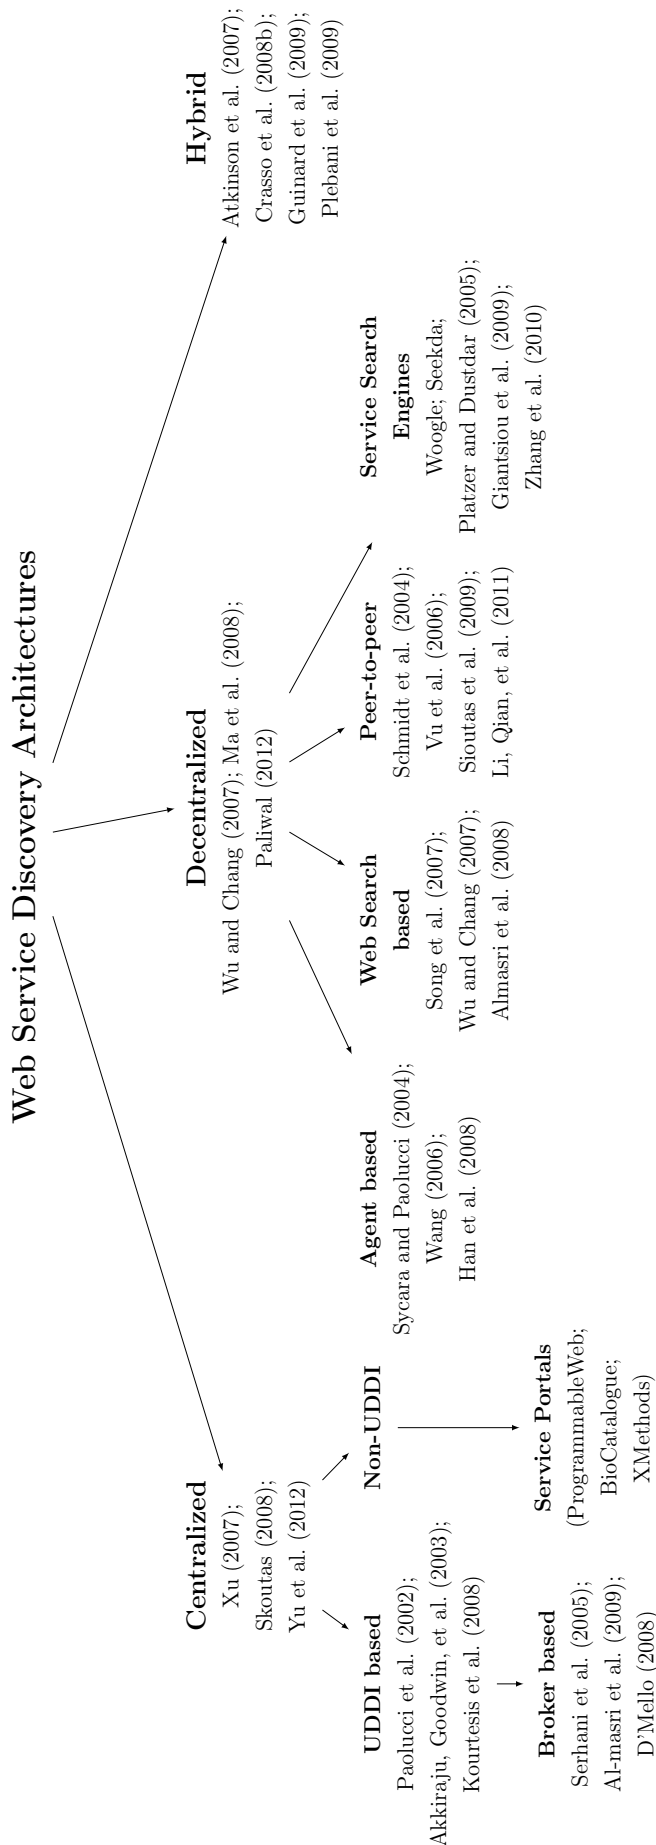 Web Service Discovery Architectures
Centralized
Xu (2007);
Skoutas (2008);
Yu et al. (2012)
Decentralized
Wu and Chang (2007); Ma et al. (2008);
Paliwal (2012)
Hybrid
Atkinson et al. (2007);
Crasso et al. (2008b);
Guinard et al. (2009);
Plebani et al. (2009)
UDDI based
Paolucci et al. (2002);
Akkiraju, Goodwin, et al. (2003);
Kourtesis et al. (2008)
Non-UDDI
Agent based
Sycara and Paolucci (2004);
Wang (2006);
Han et al. (2008)
Web Search
based
Song et al. (2007);
Wu and Chang (2007);
Almasri et al. (2008)
Peer-to-peer
Schmidt et al. (2004);
Vu et al. (2006);
Sioutas et al. (2009);
Li, Qian, et al. (2011)
Service Search
Engines
Woogle; Seekda;
Platzer and Dustdar (2005);
Giantsiou et al. (2009);
Zhang et al. (2010)
Broker based
Serhani et al. (2005);
Al-masri et al. (2009);
D'Mello (2008)
Service Portals
(ProgrammableWeb;
BioCatalogue;
XMethods)